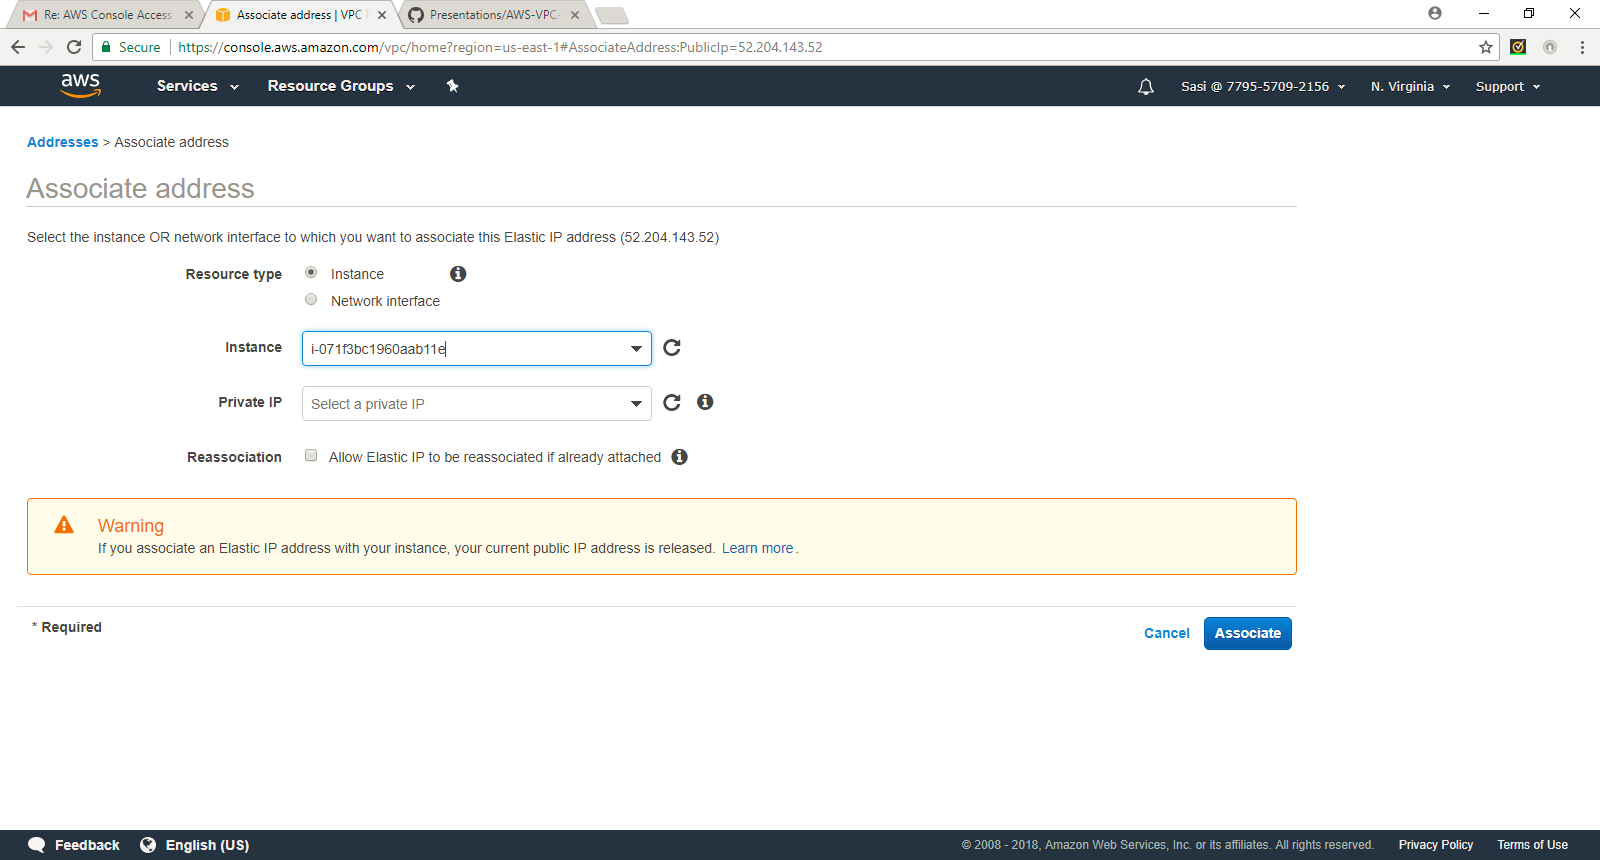 Re: AWS Console Access
Associate address | VPC
Presentations/AWS-VPC-
Secure
https://console.aws.amazon.com/vpc/home?region=us-east-1#AssociateAddress:PublicIp=52.204.143.52
aws Services Resource Groups Sasi @ 7795-5709-2156 N. Virginia Support
Addresses > Associate address
Associate address
Select the instance OR network interface to which you want to associate this Elastic IP address (52.204.143.52)
Resource type Instance
Network interface
Instance i-071f3bc1960aab11e
Private IP Select a private IP
Reassociation Allow Elastic IP to be reassociated if already attached
Warning
If you associate an Elastic IP address with your instance, your current public IP address is released. Learn more.
* Required
Cancel Associate
Feedback English (US) © 2008 - 2018, Amazon Web Services, Inc. or its affiliates. All rights reserved. Privacy Policy Terms of Use